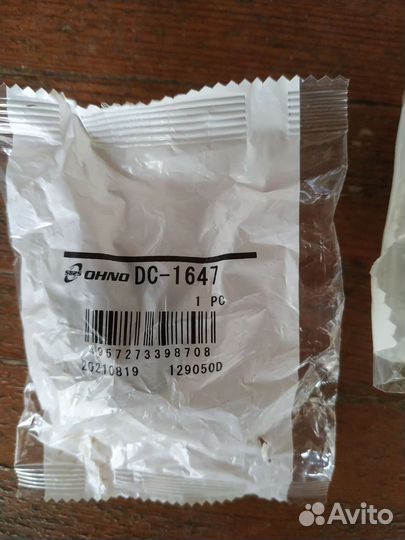 OHNO DC-1647
1 PC
4957273398708
20210819 129050D
Avito